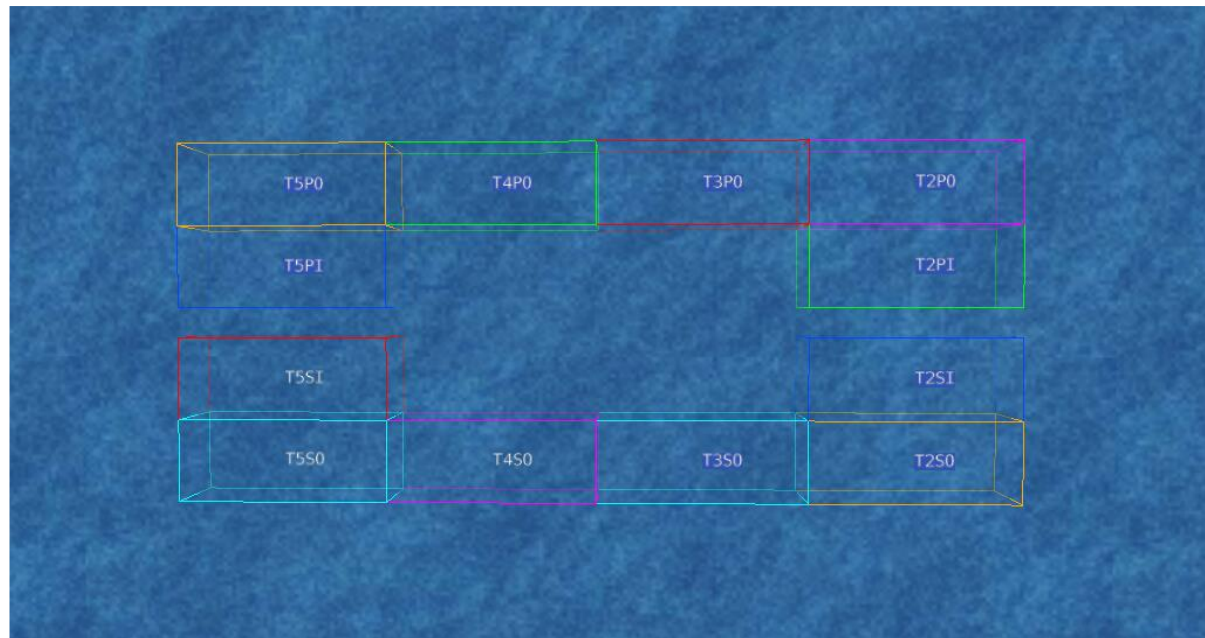 T5PO T4PO T3PO T2PO
T5PI T2PI
T5SI T2SI
T5SO T4SO T3SO T2SO